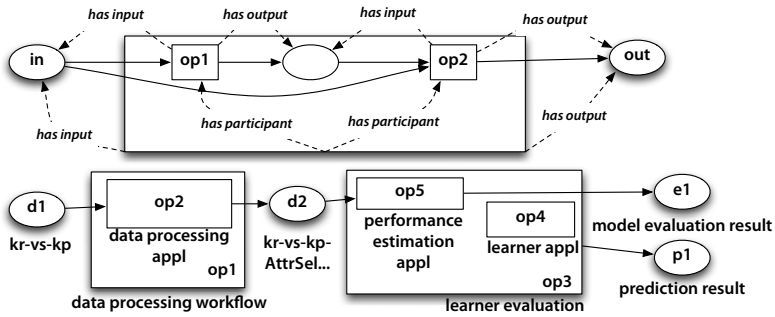 has input has output has input has output
in op1 op2 out
has input has participant has participant has output
d1 op2 d2 op5 e1
kr-vs-kp data processing appl op1 kr-vs-kp-AttrSel... performance estimation appl op4 learner appl op3 model evaluation result
p1
data processing workflow learner evaluation prediction result